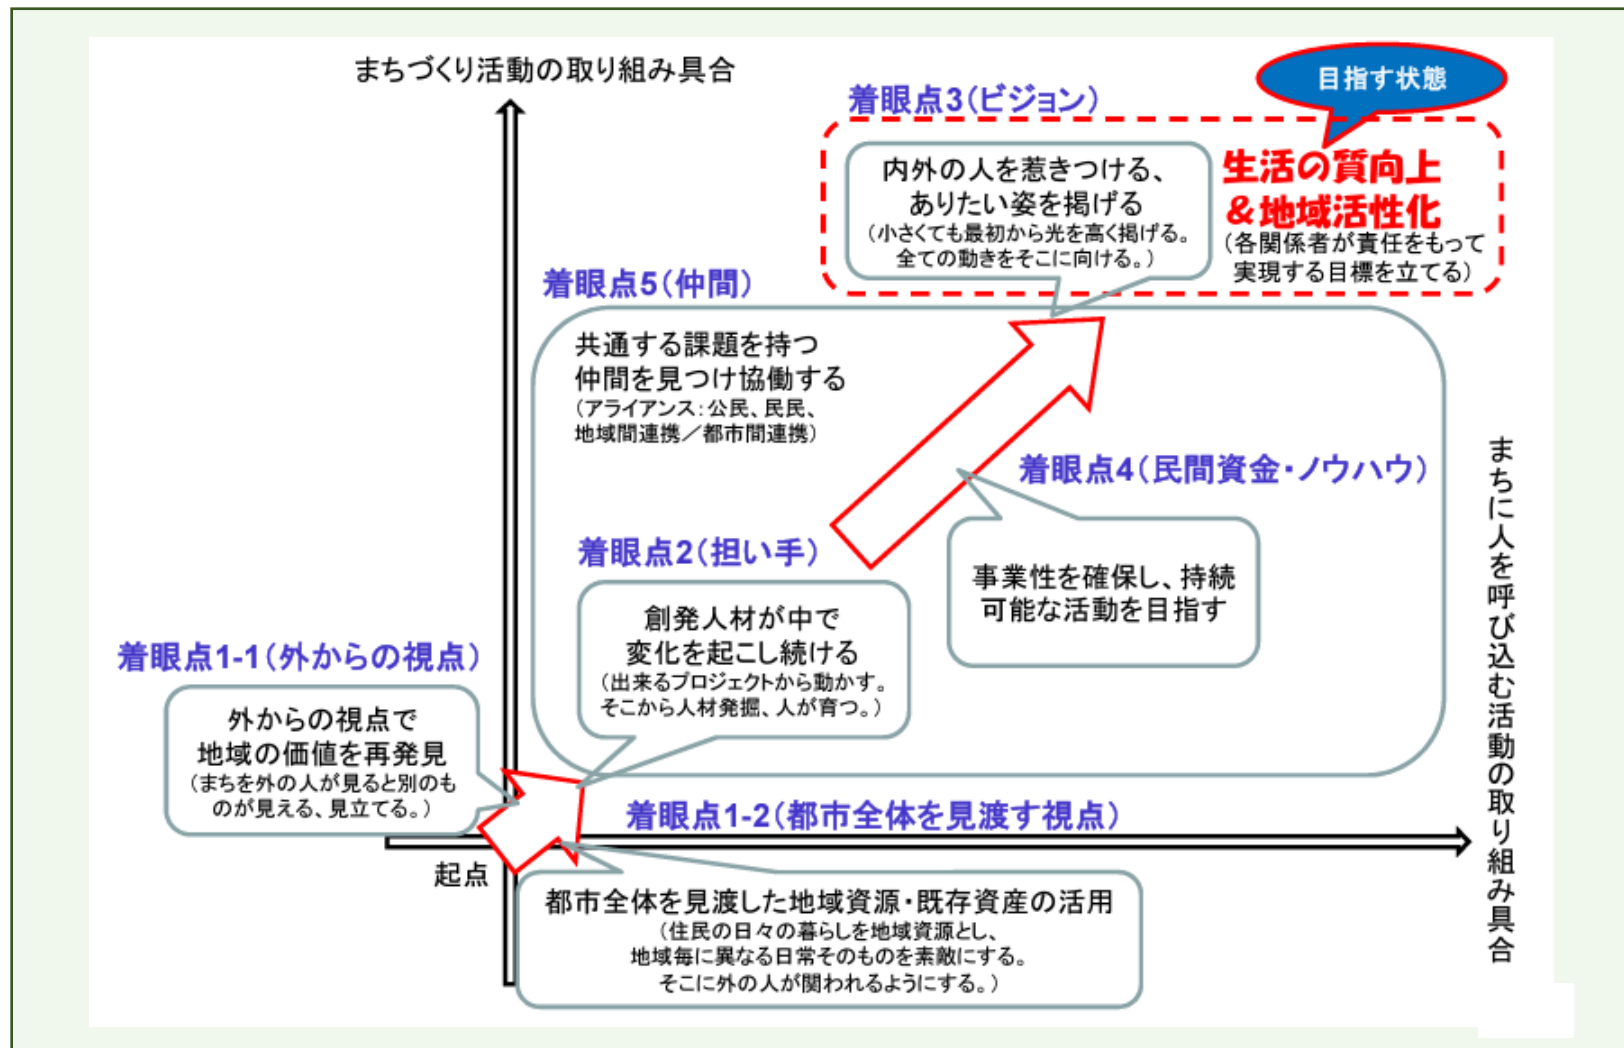 まちづくり活動の取り組み具合
目指す状態
着眼点3（ビジョン）
内外の人を惹きつける、
ありたい姿を掲げる
（小さくても最初から光を高く掲げる。
全ての動きをそこに向ける。）
生活の質向上
＆地域活性化
（各関係者が責任をもって
実現する目標を立てる）
着眼点5（仲間）
共通する課題を持つ
仲間を見つけ協働する
（アライアンス：公民、民民、
地域間連携／都市間連携）
着眼点4（民間資金・ノウハウ）
事業性を確保し、持続
可能な活動を目指す
着眼点2（担い手）
創発人材が中で
変化を起こし続ける
（出来るプロジェクトから動かす。
そこから人材発掘、人が育つ。）
着眼点1-1（外からの視点）
外からの視点で
地域の価値を再発見
（まちを外の人が見ると別のも
のが見える、見立てる。）
着眼点1-2（都市全体を見渡す視点）
起点
都市全体を見渡した地域資源・既存資産の活用
（住民の日々の暮らしを地域資源とし、
地域毎に異なる日常そのものを素敵にする。
そこに外の人が関われるようにする。）
まちに人を呼び込む活動の取り組み具合